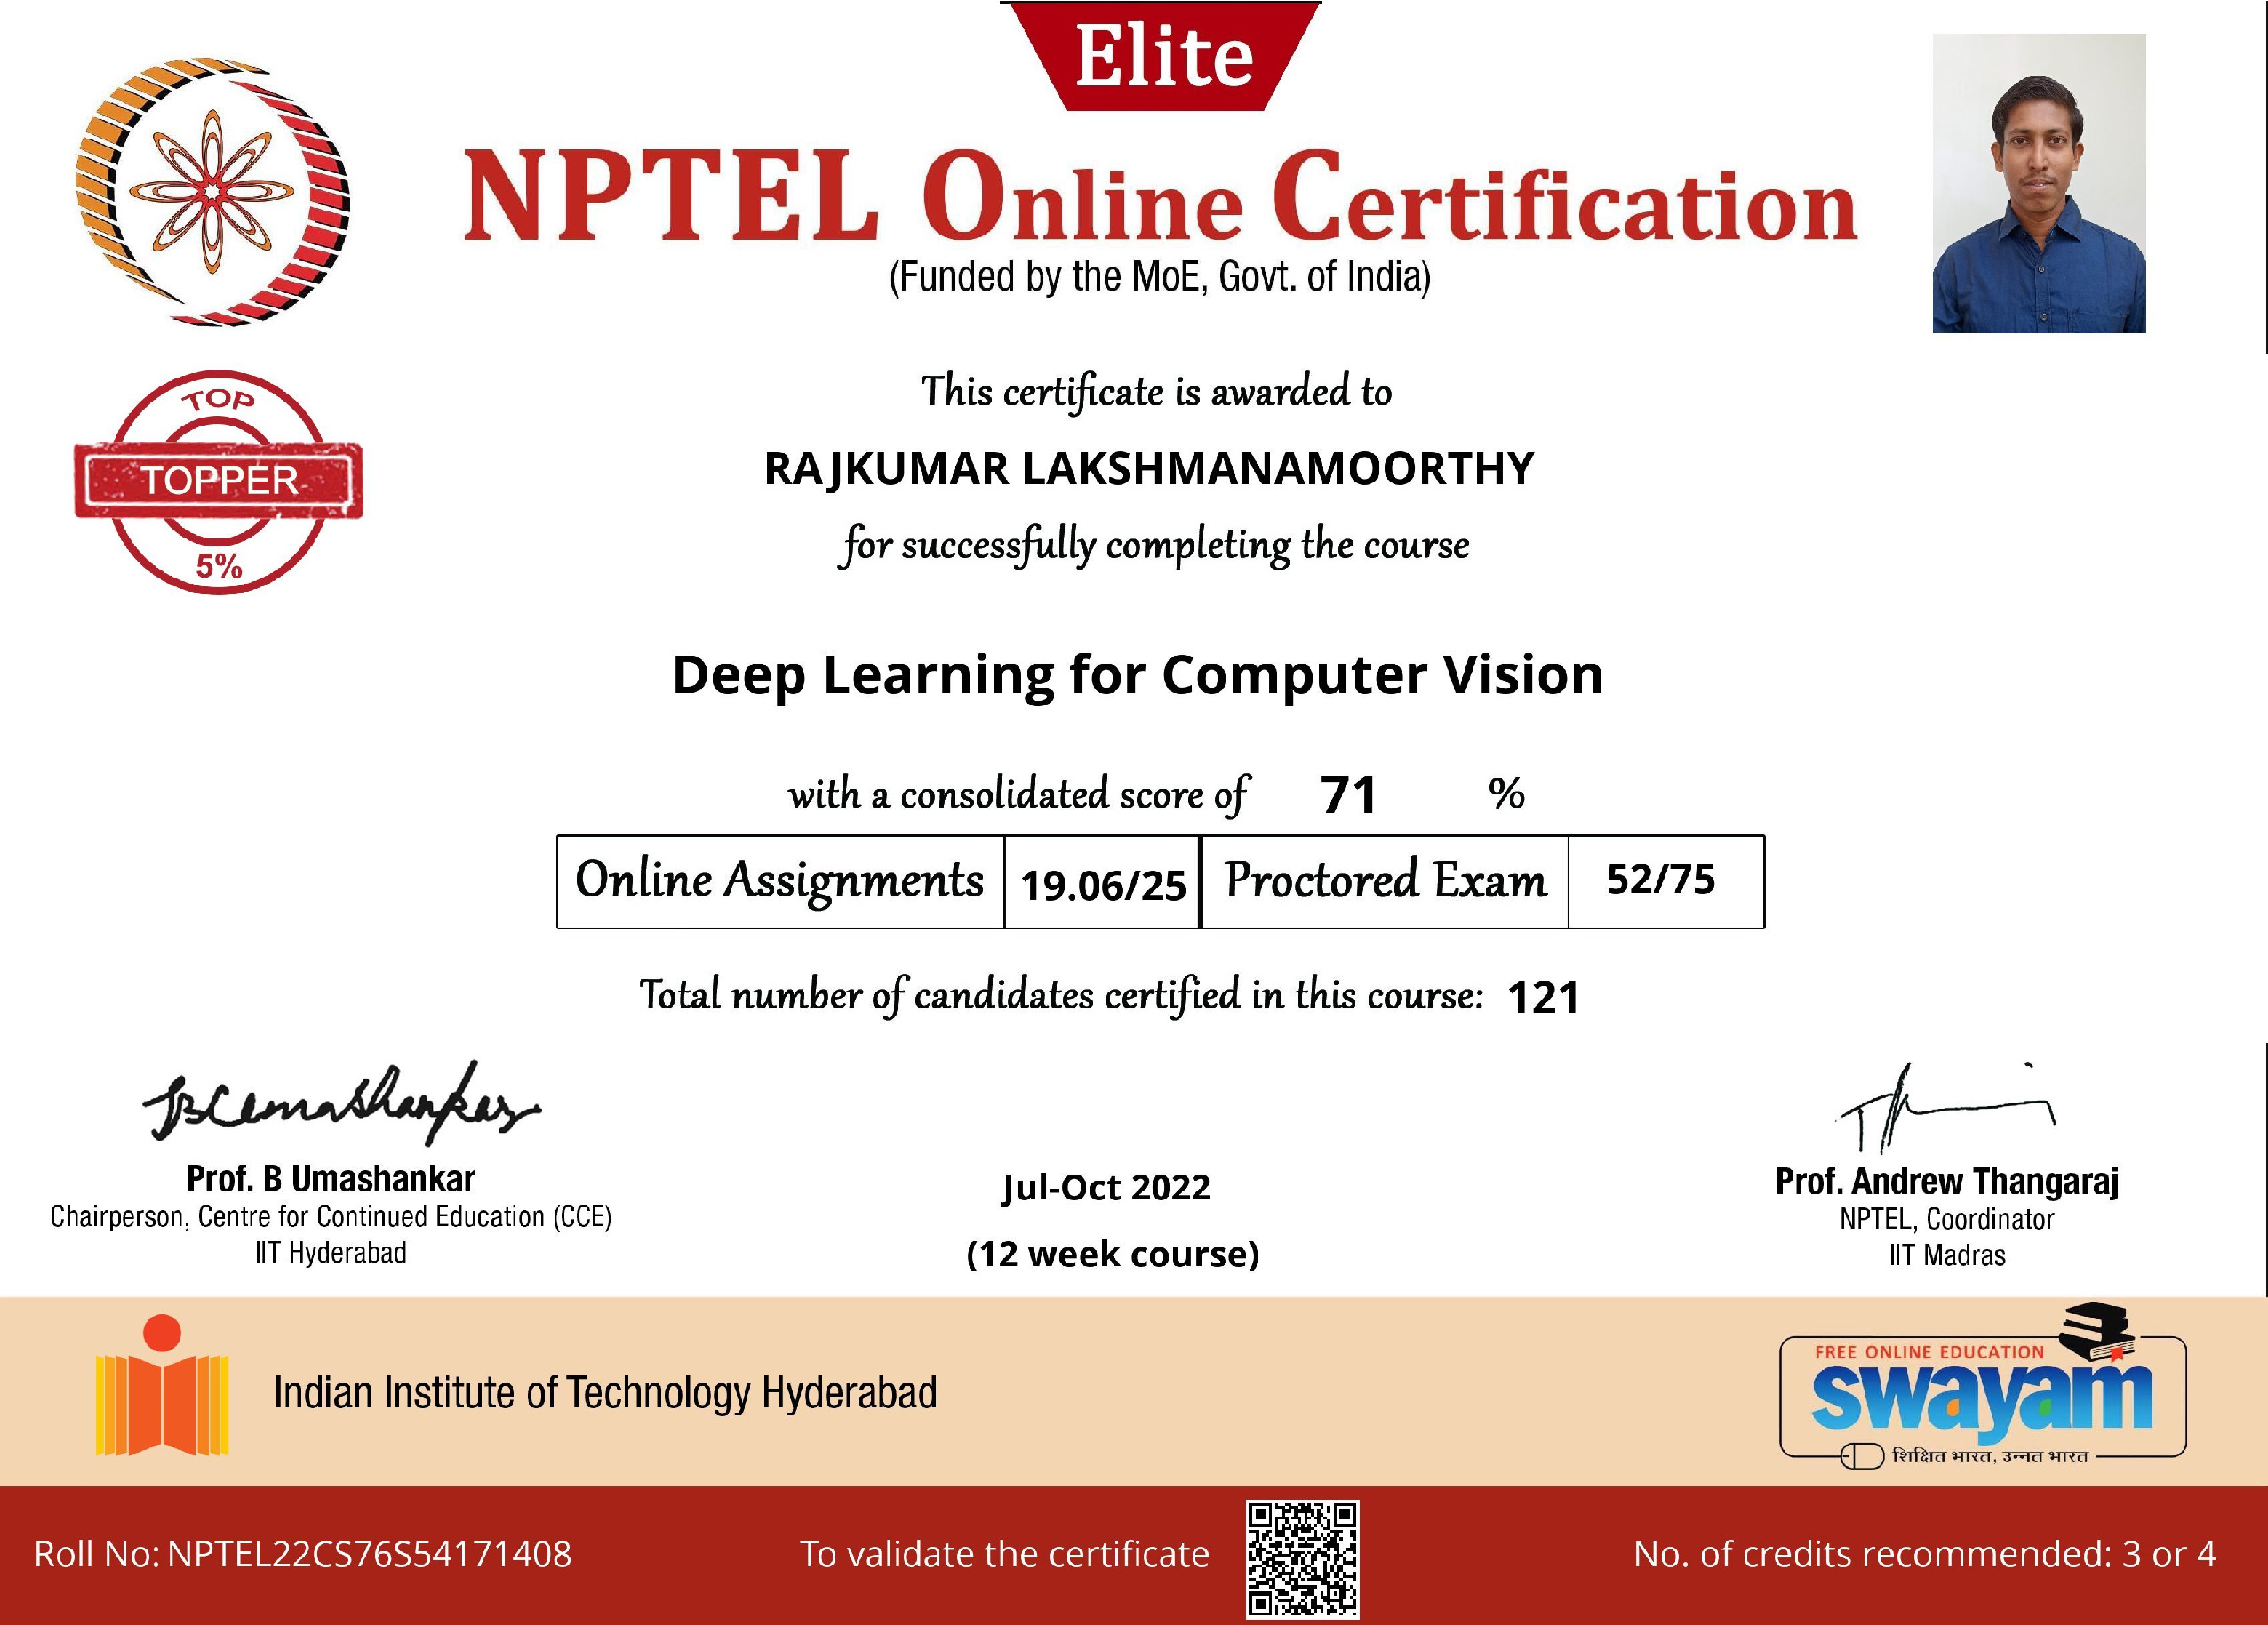 Elite
NPTEL Online Certification
(Funded by the MoE, Govt. of India)
TOP
TOPPER
5%
This certificate is awarded to
RAJKUMAR LAKSHMANAMOORTHY
for successfully completing the course
Deep Learning for Computer Vision
with a consolidated score of 71 %
Online Assignments 19.06/25 Proctored Exam 52/75
Total number of candidates certified in this course: 121
BUmashankar
Prof. B Umashankar
Chairperson, Centre for Continued Education (CCE)
IIT Hyderabad
Jul-Oct 2022
(12 week course)
Prof. Andrew Thangaraj
NPTEL, Coordinator
IIT Madras
Indian Institute of Technology Hyderabad
FREE ONLINE EDUCATION
swayam
शिक्षित भारत, उन्नत भारत
Roll No: NPTEL22CS76S54171408
To validate the certificate
No. of credits recommended: 3 or 4